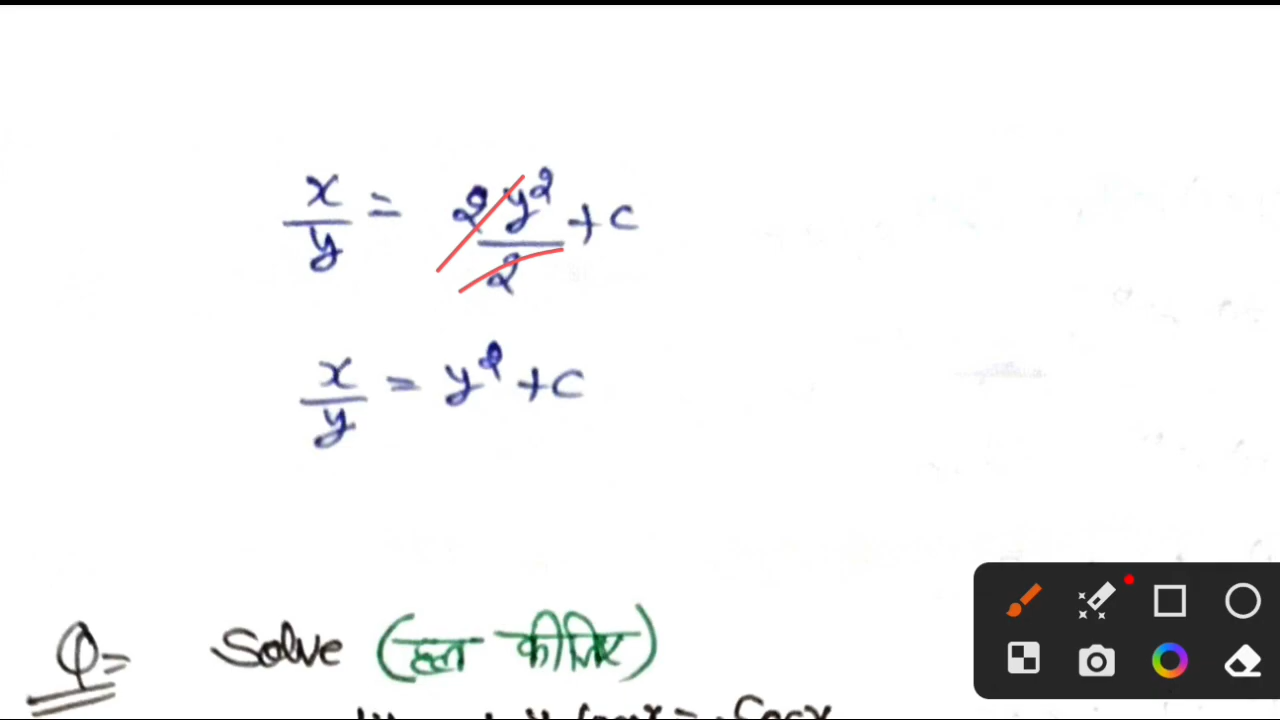 x/y = 2y²/2 + c
x/y = y² + c
Q= Solve (हल कीजिए)